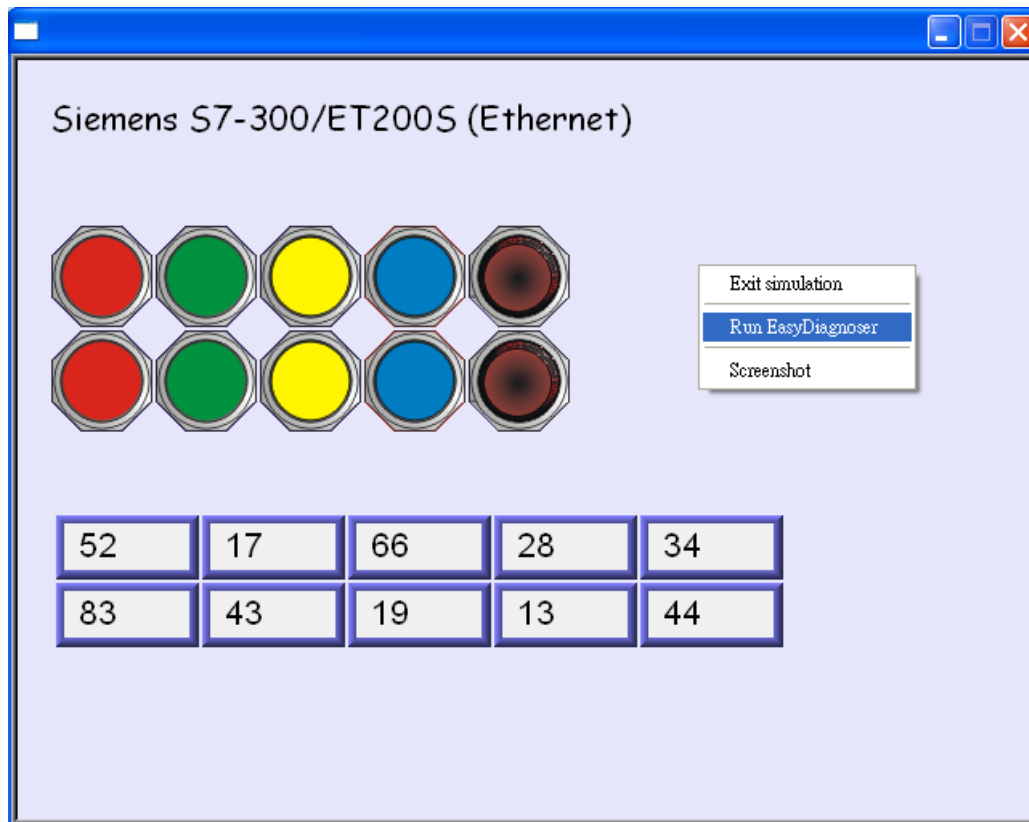 Siemens S7-300/ET200S (Ethernet)
Exit simulation
Run EasyDiagnoser
Screenshot
52 17 66 28 34
83 43 19 13 44